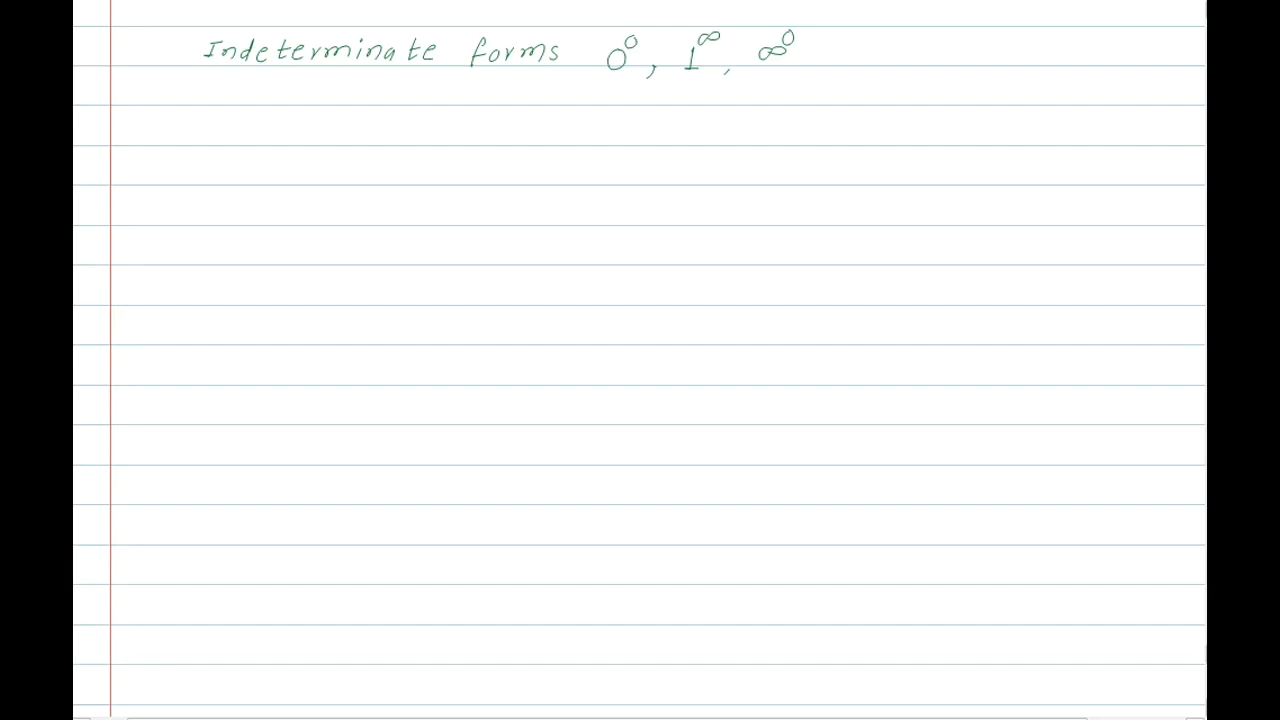 Indeterminate forms 0⁰, 1^∞, ∞⁰